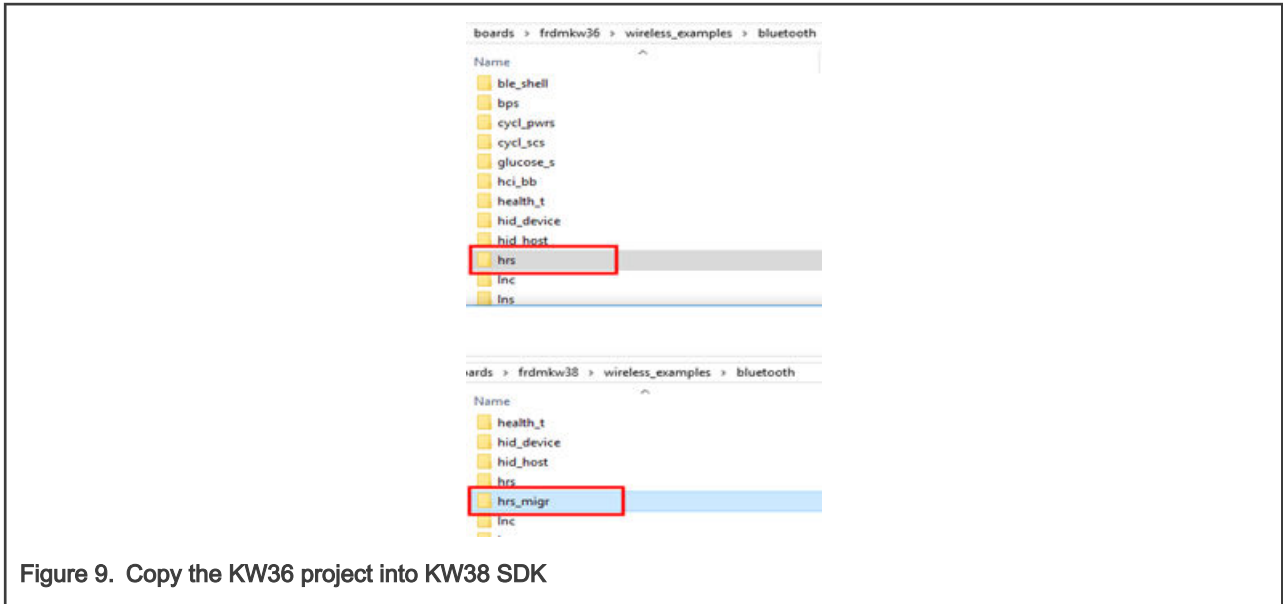 boards > frdmkw36 > wireless_examples > bluetooth
Name
ble_shell
bps
cycl_pwrs
cycl_scs
glucose_s
hci_bb
health_t
hid_device
hid_host
hrs
lnc
lns
ards > frdmkw38 > wireless_examples > bluetooth
Name
health_t
hid_device
hid_host
hrs
hrs_migr
lnc
Figure 9. Copy the KW36 project into KW38 SDK